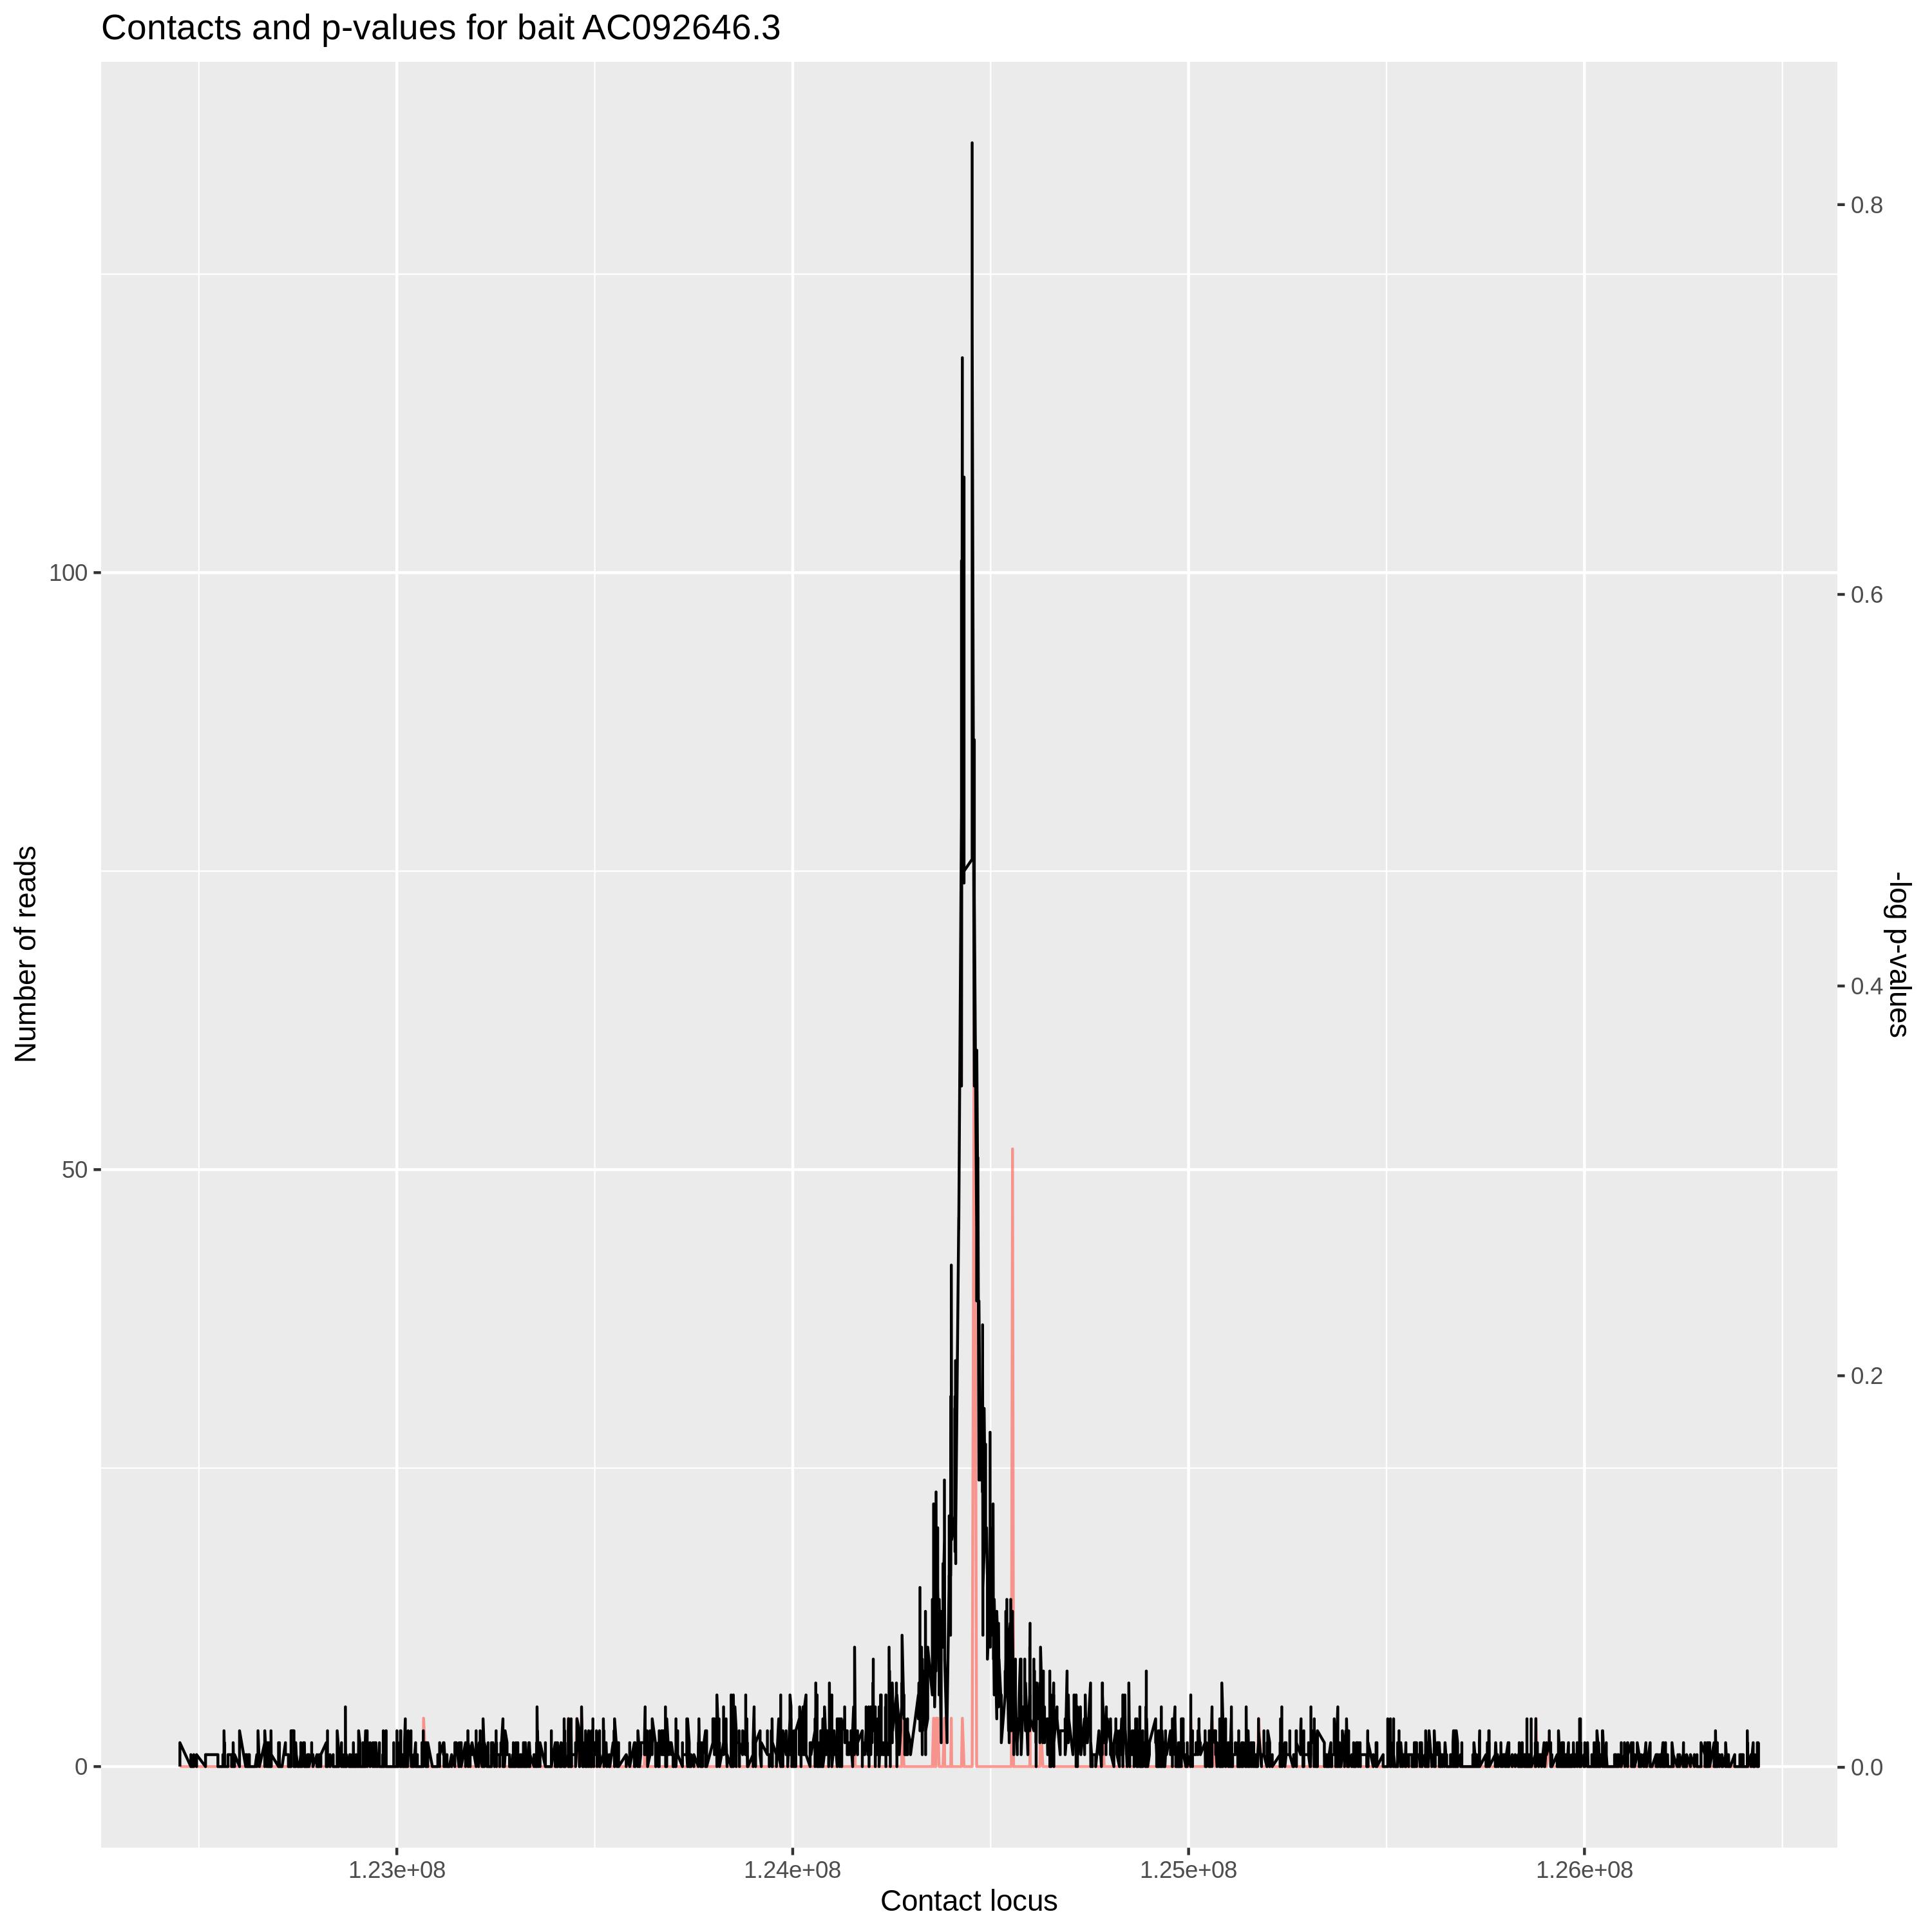 Contacts and p-values for bait AC092646.3
Number of reads
100
50
0
0.8
0.6
0.4
0.2
0.0
-log p-values
1.23e+08 1.24e+08 1.25e+08 1.26e+08
Contact locus